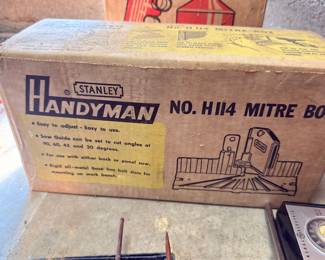 STANLEY
HANDYMAN
NO. H114 MITRE BO
• Easy to adjust - Easy to use.
• Saw Guide can be set to cut angles at
90, 60, 45, and 30 degrees.
• For use with either back or panel saw.
• Rigid all-metal base has bolt slots for
mounting on work bench.